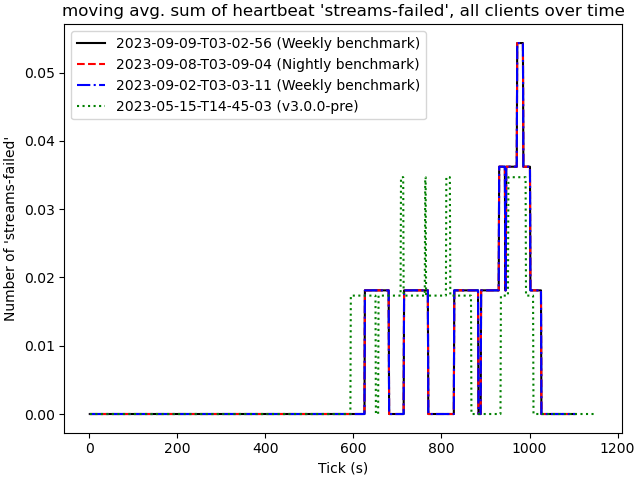 moving avg. sum of heartbeat 'streams-failed', all clients over time
2023-09-09-T03-02-56 (Weekly benchmark)
2023-09-08-T03-09-04 (Nightly benchmark)
2023-09-02-T03-03-11 (Weekly benchmark)
2023-05-15-T14-45-03 (v3.0.0-pre)
Number of 'streams-failed'
0.05
0.04
0.03
0.02
0.01
0.00
0 200 400 600 800 1000 1200
Tick (s)